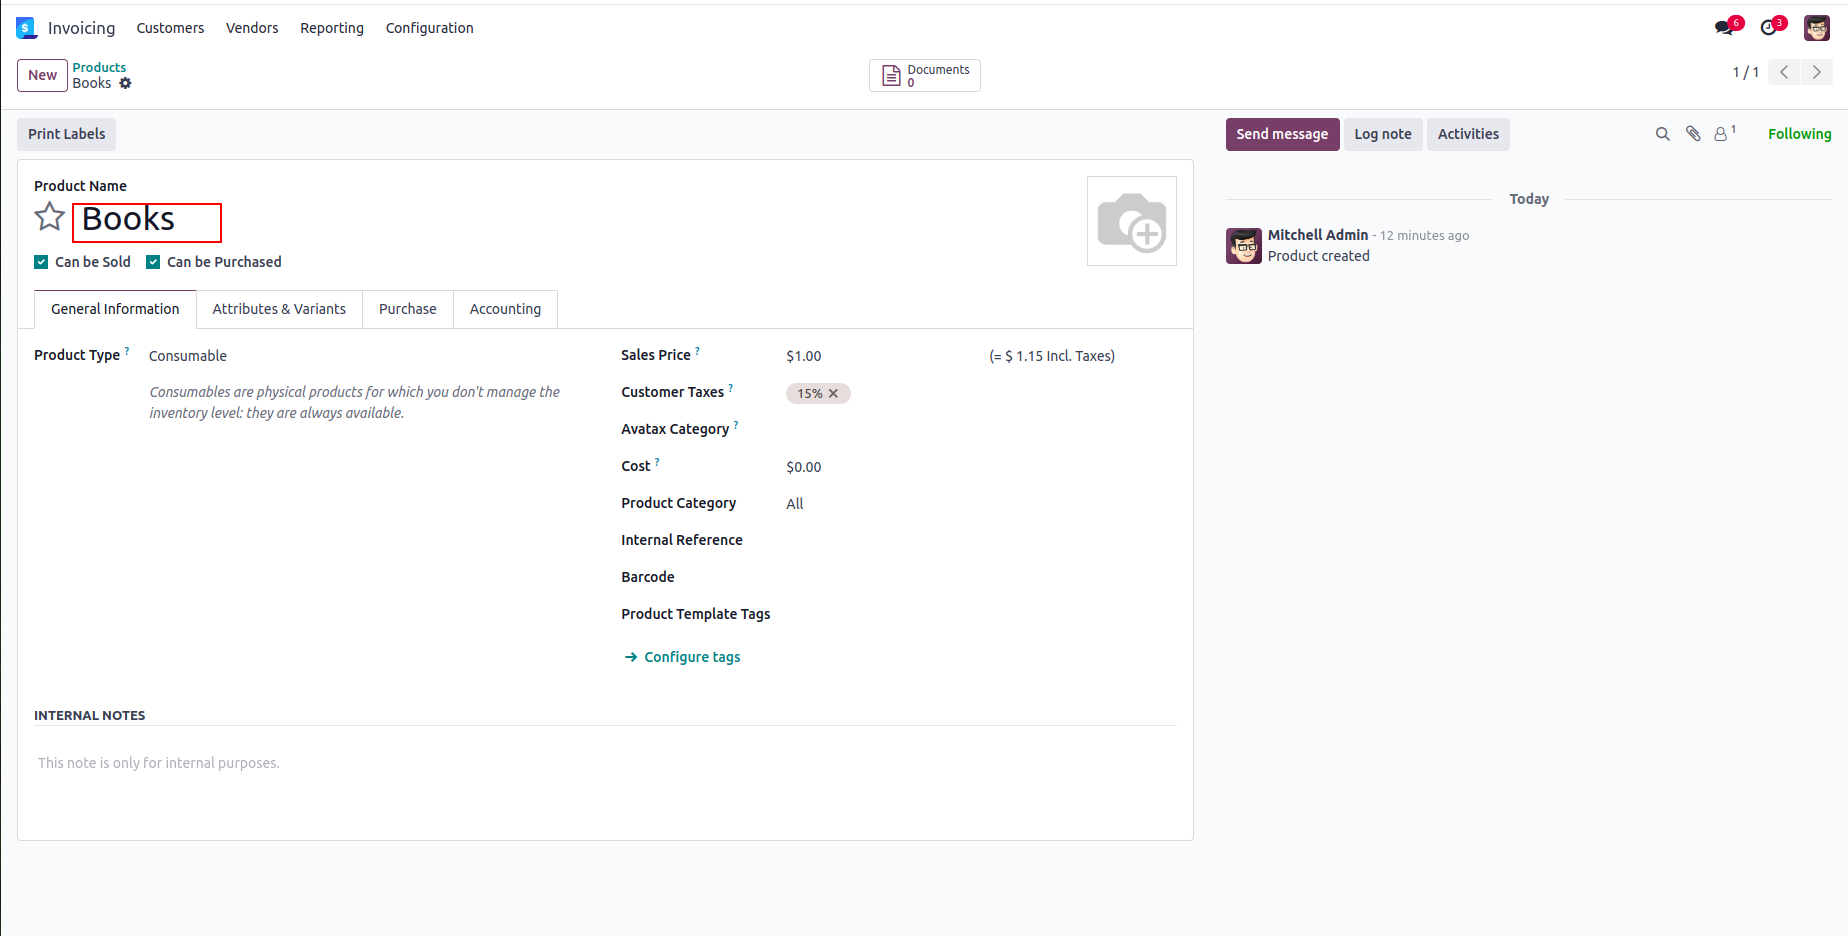 Invoicing Customers Vendors Reporting Configuration 6 3
New Products Documents 1 / 1
Books 0
Print Labels Send message Log note Activities 1 Following
Product Name
Books
Can be Sold Can be Purchased
Today
Mitchell Admin - 12 minutes ago
Product created
General Information Attributes & Variants Purchase Accounting
Product Type ? Consumable
Consumables are physical products for which you don't manage the
inventory level: they are always available.
Sales Price ? $1.00 (= $ 1.15 Incl. Taxes)
Customer Taxes ? 15%
Avatax Category ?
Cost ? $0.00
Product Category All
Internal Reference
Barcode
Product Template Tags
Configure tags
INTERNAL NOTES
This note is only for internal purposes.